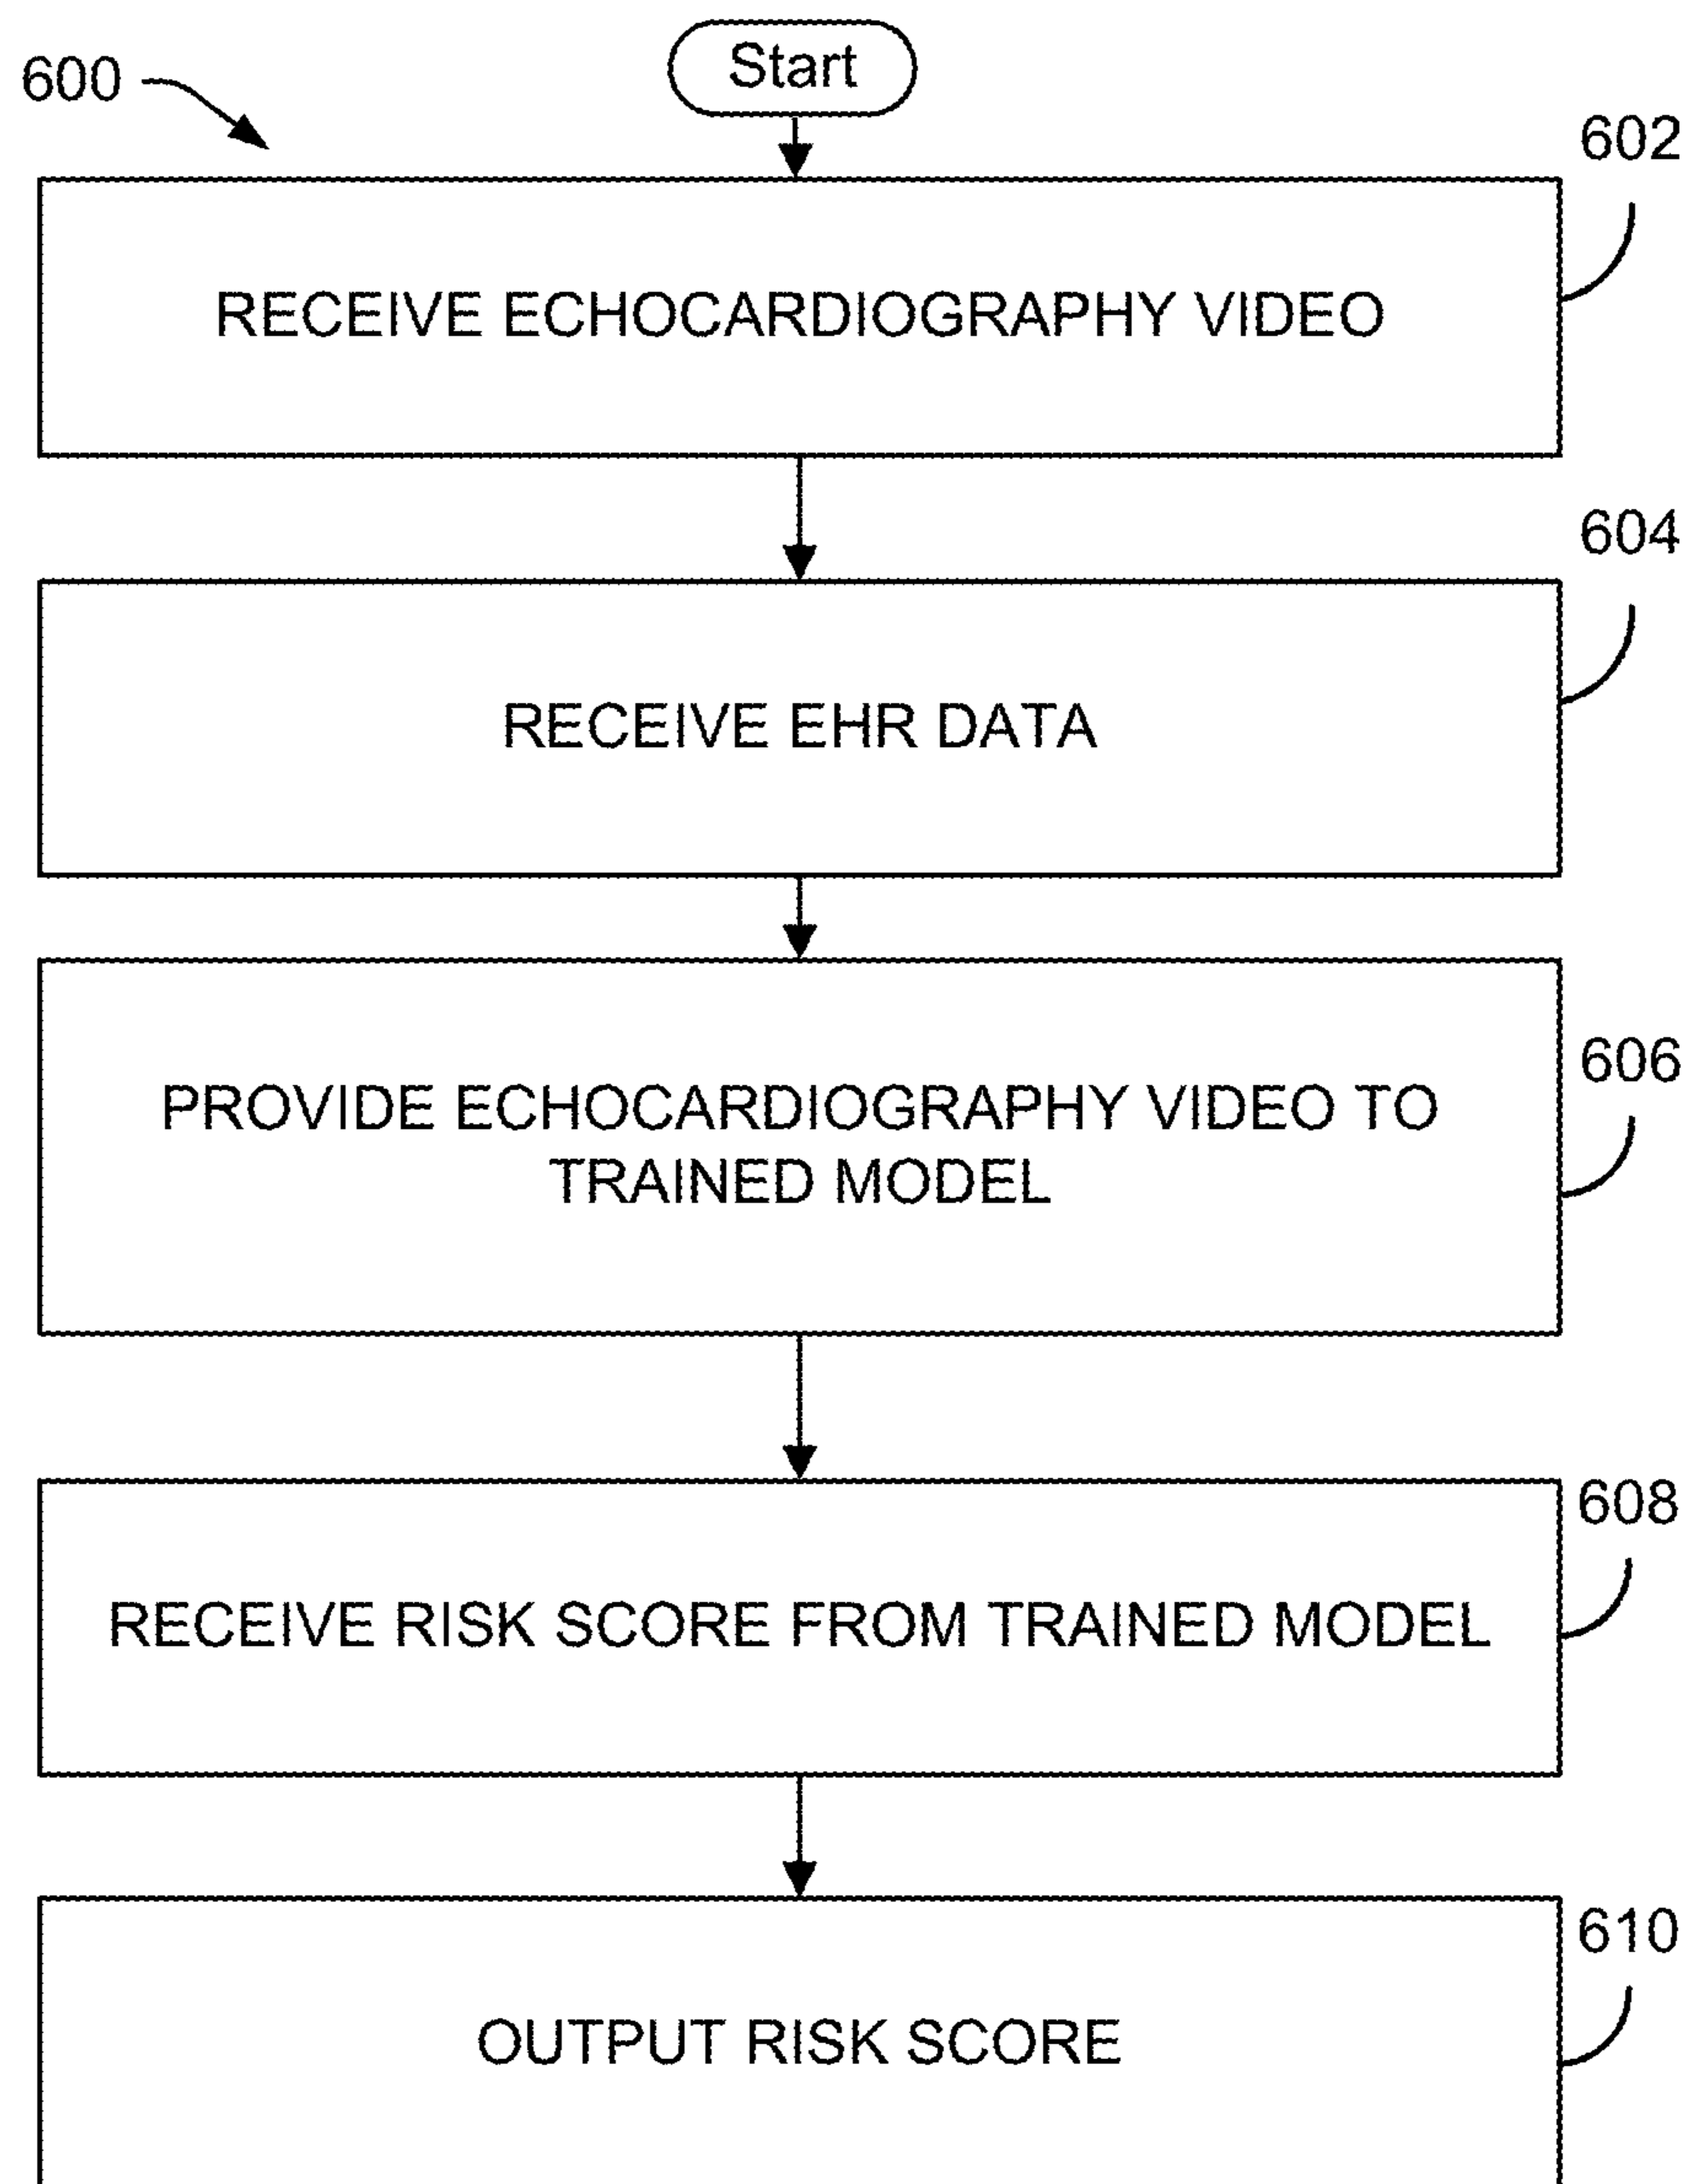 Start
600
602
RECEIVE ECHOCARDIOGRAPHY VIDEO
604
RECEIVE EHR DATA
606
PROVIDE ECHOCARDIOGRAPHY VIDEO TO
TRAINED MODEL
608
RECEIVE RISK SCORE FROM TRAINED MODEL
610
OUTPUT RISK SCORE